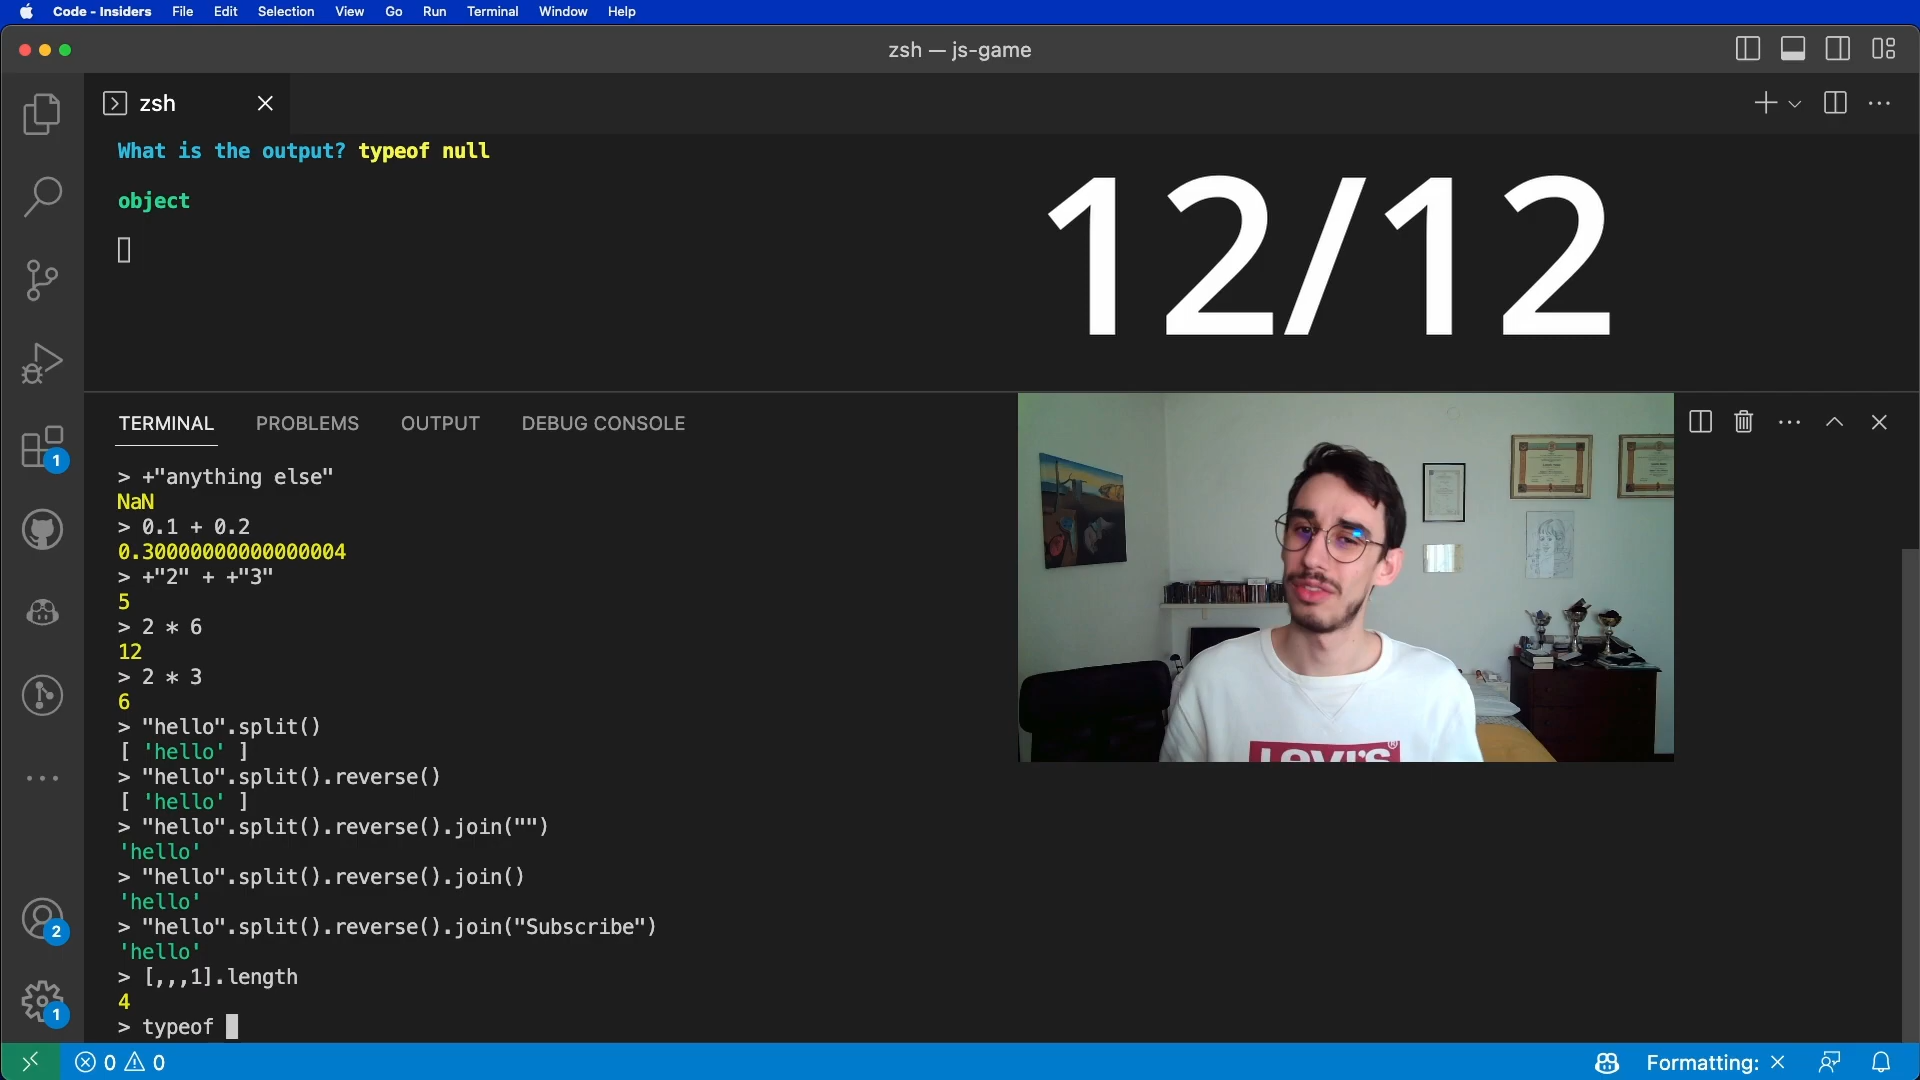 Code - Insiders File Edit Selection View Go Run Terminal Window Help
zsh — js-game
zsh
What is the output? typeof null
object
12/12
TERMINAL PROBLEMS OUTPUT DEBUG CONSOLE
> +"anything else"
NaN
> 0.1 + 0.2
0.30000000000000004
> +"2" + +"3"
5
> 2 * 6
12
> 2 * 3
6
> "hello".split()
[ 'hello' ]
> "hello".split().reverse()
[ 'hello' ]
> "hello".split().reverse().join("")
'hello'
> "hello".split().reverse().join()
'hello'
> "hello".split().reverse().join("Subscribe")
'hello'
> [,,,1].length
4
> typeof
Levi's®
1
2
1
0 0
Formatting: